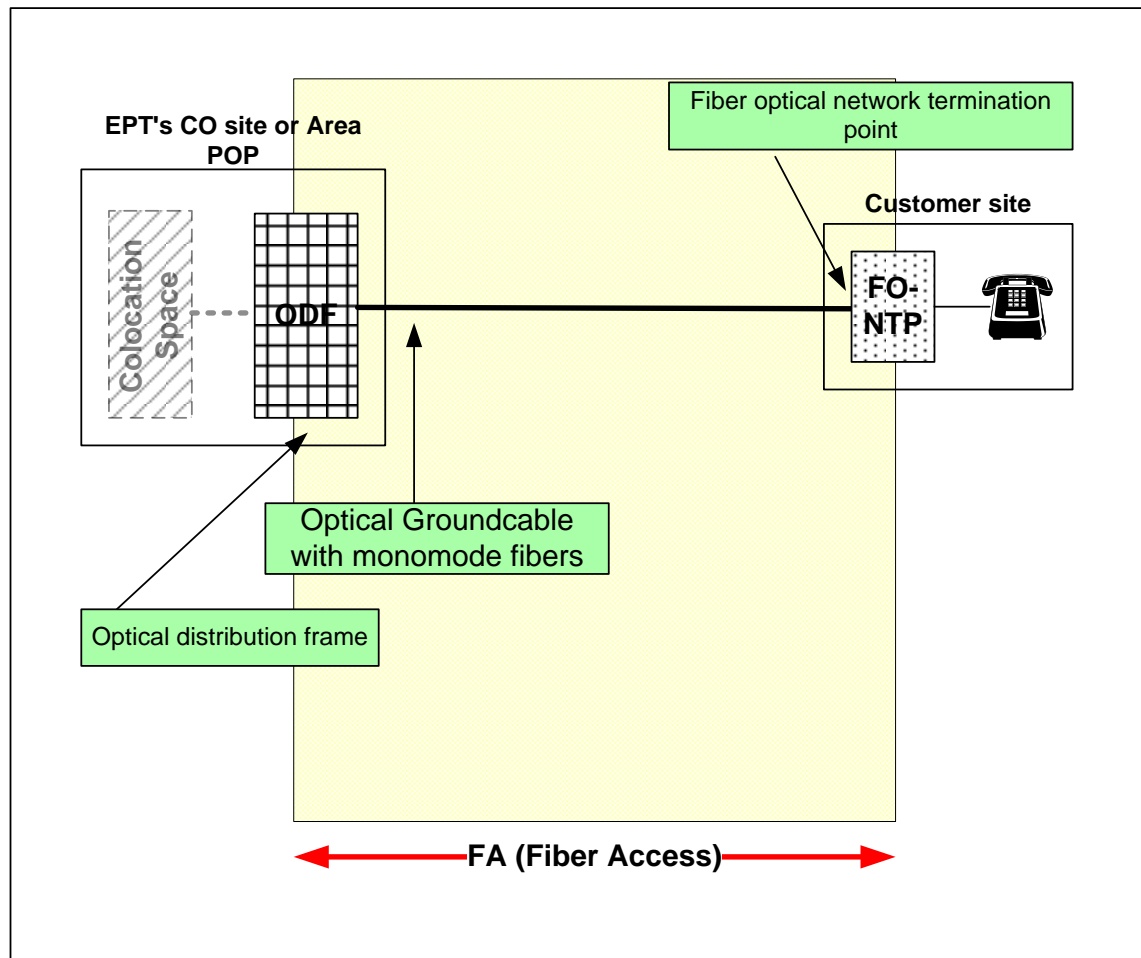 Fiber optical network termination
point
EPT's CO site or Area
POP
Customer site
Colocation
Space
ODF
FO-
NTP
Optical Groundcable
with monomode fibers
Optical distribution frame
FA (Fiber Access)